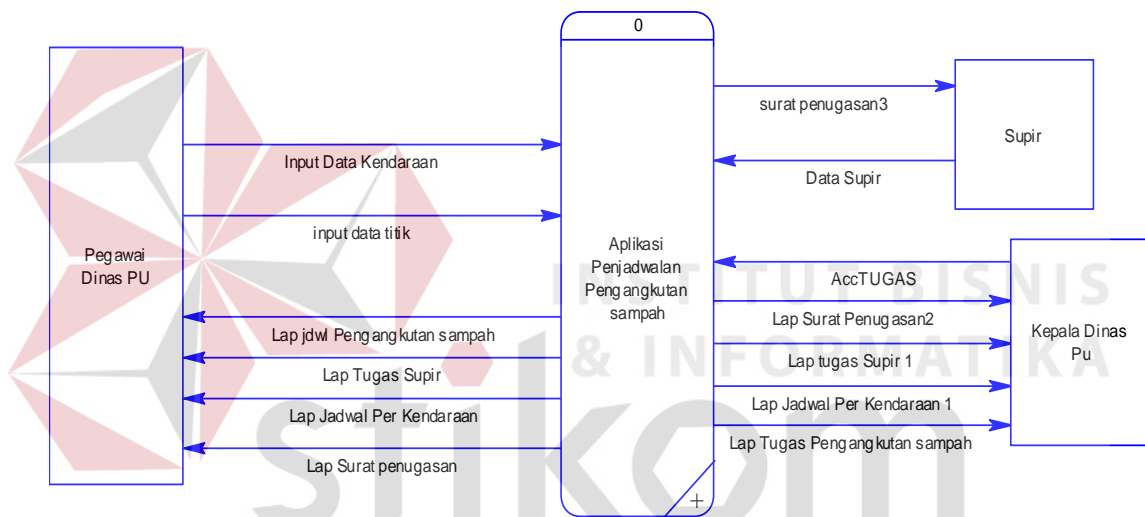 0
Pegawai
Dinas PU
Input Data Kendaraan
input data titik
Lap jdwl Pengangkutan sampah
Lap Tugas Supir
Lap Jadwal Per Kendaraan
Lap Surat penugasan
Aplikasi
Penjadwalan
Pengangkutan
sampah
+
surat penugasan3
Data Supir
Supir
AccTUGAS
Lap Surat Penugasan2
Lap tugas Supir 1
Lap Jadwal Per Kendaraan 1
Lap Tugas Pengangkutan sampah
Kepala Dinas
Pu
INSTITUT BISNIS
& INFORMATIKA
stikom